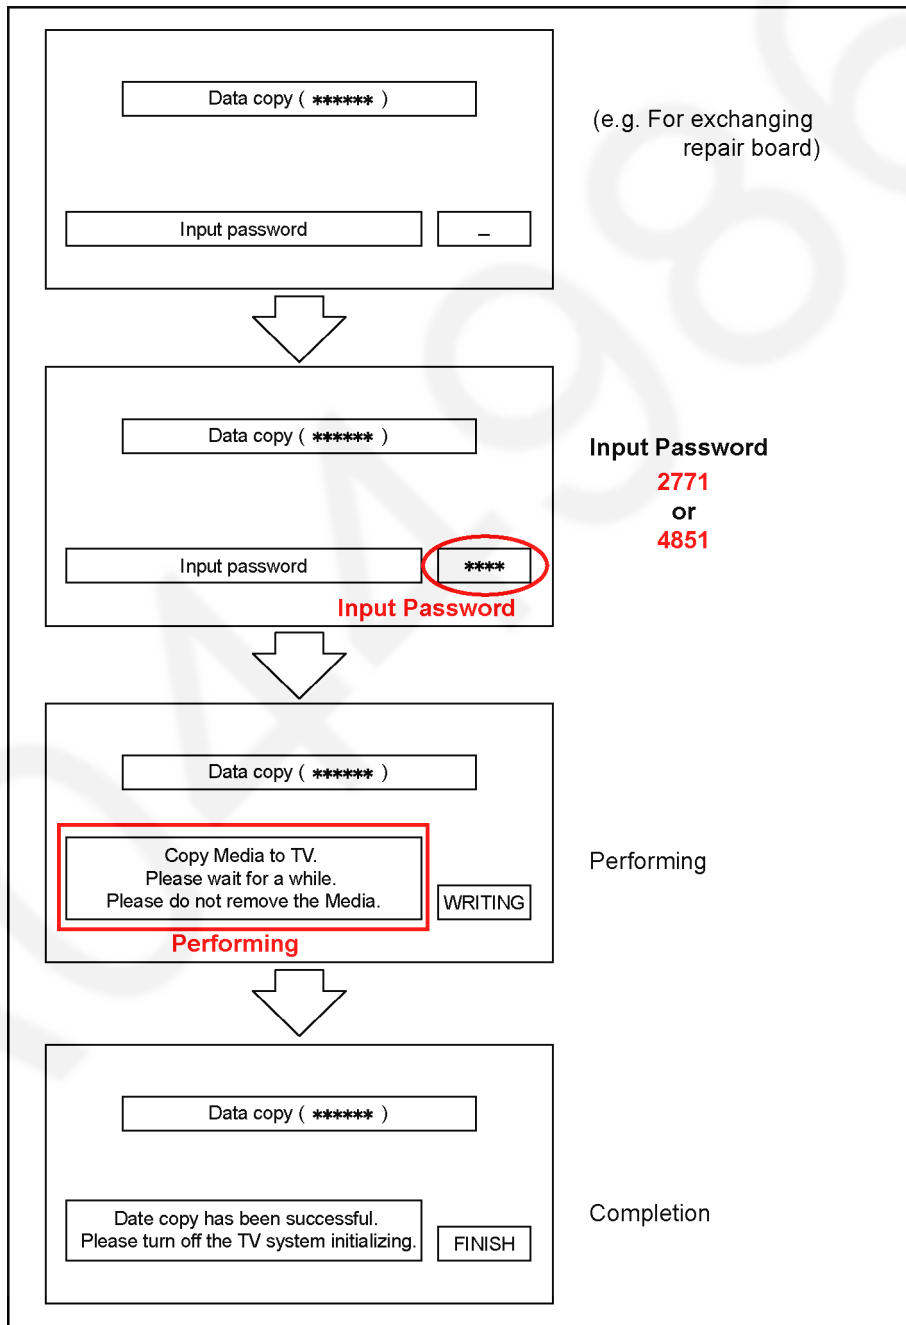 Data copy ( ****** )
(e.g. For exchanging
repair board)
Input password
_
Data copy ( ****** )
Input Password
2771
or
4851
Input password
****
Input Password
Data copy ( ****** )
Copy Media to TV.
Please wait for a while.
Please do not remove the Media.
WRITING
Performing
Performing
Data copy ( ****** )
Date copy has been successful.
Please turn off the TV system initializing.
FINISH
Completion